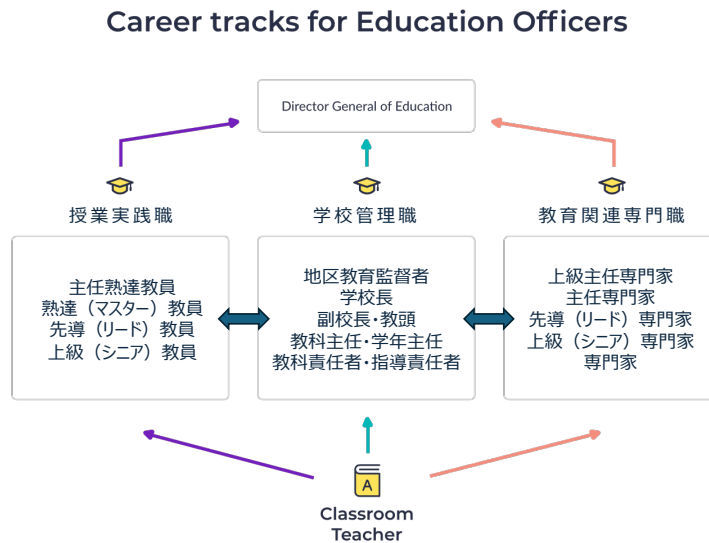 Career tracks for Education Officers
Director General of Education
授業実践職
学校管理職
教育関連専門職
主任熟達教員
熟達（マスター）教員
先導（リード）教員
上級（シニア）教員
地区教育監督者
学校長
副校長・教頭
教科主任・学年主任
教科責任者・指導責任者
上級主任専門家
主任専門家
先導（リード）専門家
上級（シニア）専門家
専門家
A
Classroom
Teacher